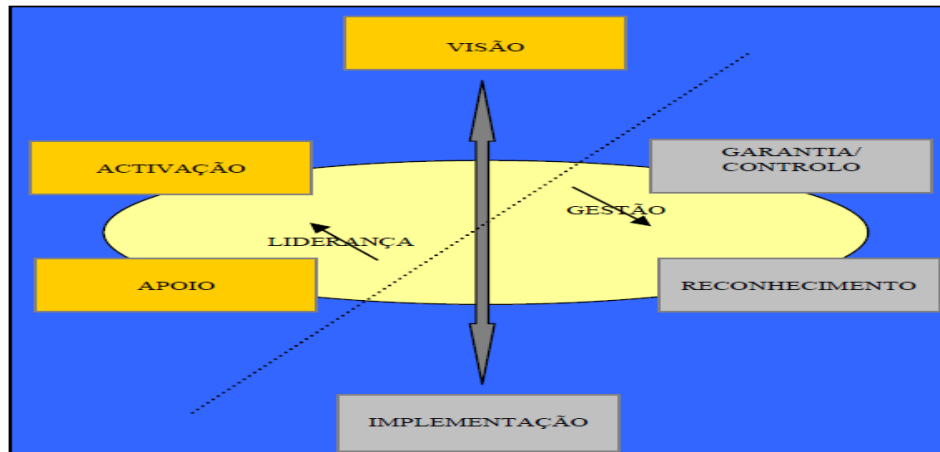 VISÃO
ACTIVAÇÃO
GARANTIA/
CONTROLO
GESTÃO
LIDERANÇA
APOIO
RECONHECIMENTO
IMPLEMENTAÇÃO